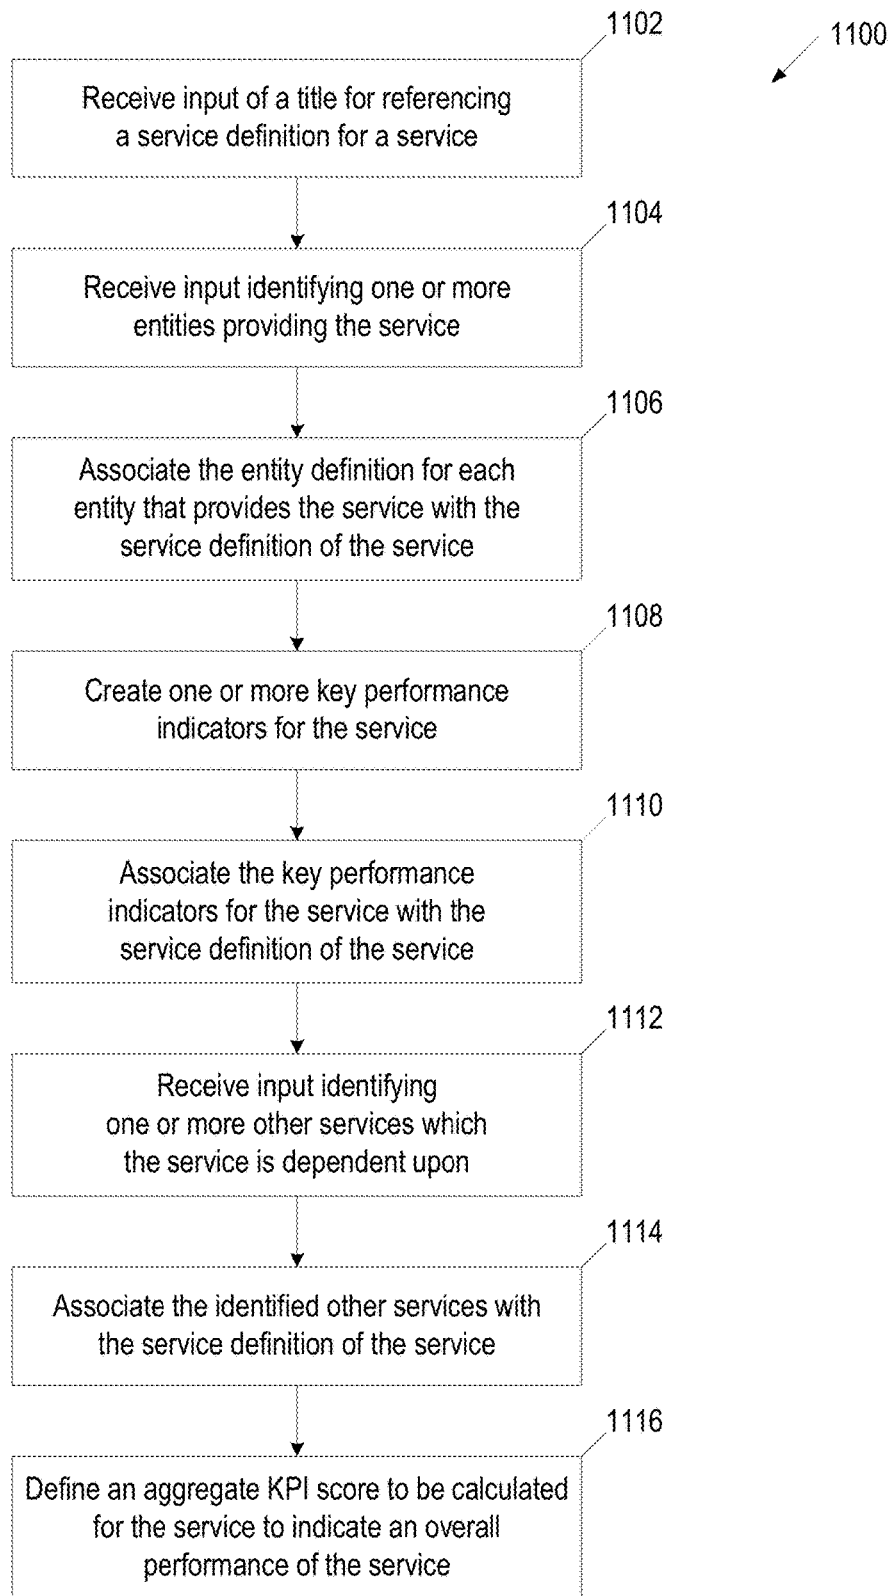 1102
1100
Receive input of a title for referencing
a service definition for a service
1104
Receive input identifying one or more
entities providing the service
1106
Associate the entity definition for each
entity that provides the service with the
service definition of the service
1108
Create one or more key performance
indicators for the service
1110
Associate the key performance
indicators for the service with the
service definition of the service
1112
Receive input identifying
one or more other services which
the service is dependent upon
1114
Associate the identified other services with
the service definition of the service
1116
Define an aggregate KPI score to be calculated
for the service to indicate an overall
performance of the service